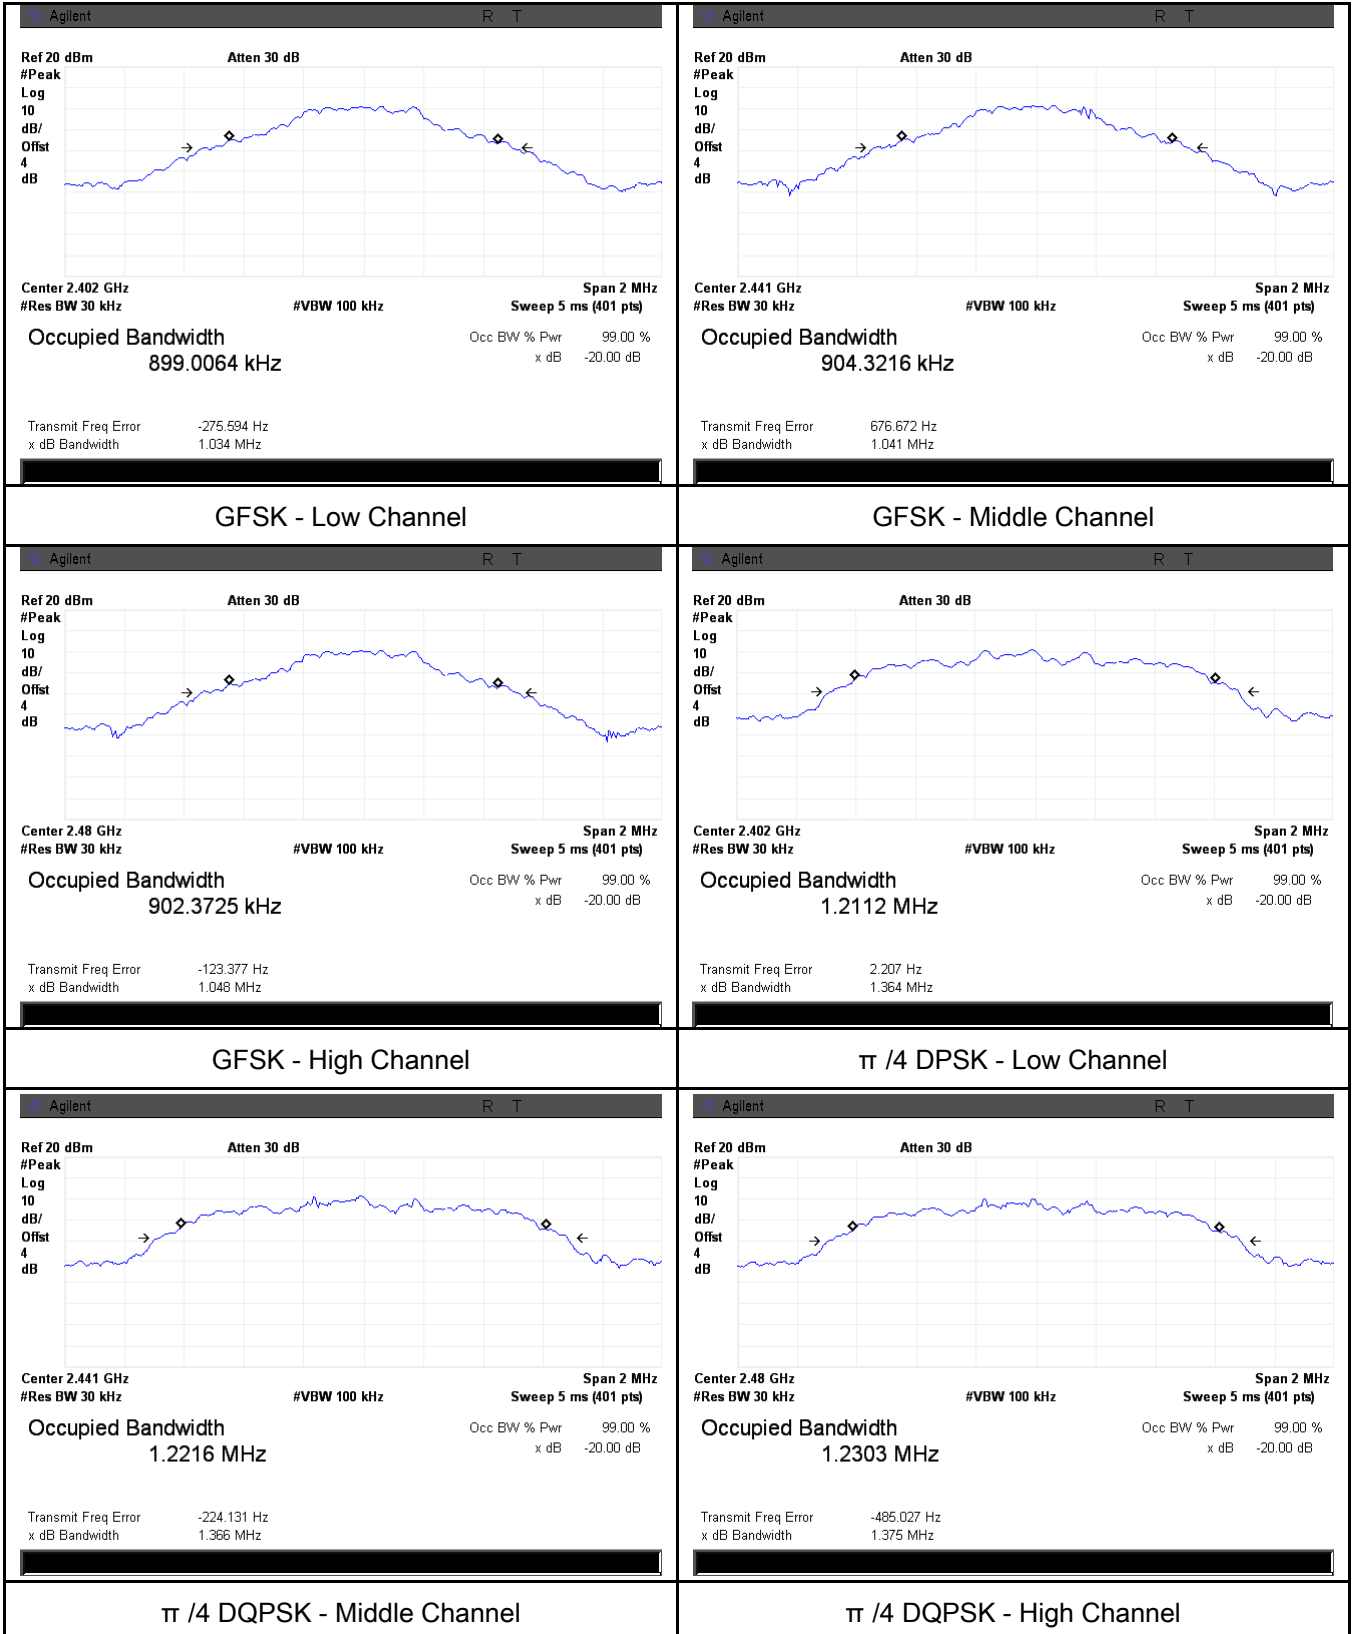 Agilent R T
Ref 20 dBm Atten 30 dB
#Peak
Log
10
dB/
Offst
4
dB
Center 2.402 GHz Span 2 MHz
#Res BW 30 kHz #VBW 100 kHz Sweep 5 ms (401 pts)
Occupied Bandwidth Occ BW % Pwr 99.00 %
899.0064 kHz x dB -20.00 dB
Transmit Freq Error -275.594 Hz
x dB Bandwidth 1.034 MHz
GFSK - Low Channel
Agilent R T
Ref 20 dBm Atten 30 dB
#Peak
Log
10
dB/
Offst
4
dB
Center 2.441 GHz Span 2 MHz
#Res BW 30 kHz #VBW 100 kHz Sweep 5 ms (401 pts)
Occupied Bandwidth Occ BW % Pwr 99.00 %
904.3216 kHz x dB -20.00 dB
Transmit Freq Error 676.672 Hz
x dB Bandwidth 1.041 MHz
GFSK - Middle Channel
Agilent R T
Ref 20 dBm Atten 30 dB
#Peak
Log
10
dB/
Offst
4
dB
Center 2.48 GHz Span 2 MHz
#Res BW 30 kHz #VBW 100 kHz Sweep 5 ms (401 pts)
Occupied Bandwidth Occ BW % Pwr 99.00 %
902.3725 kHz x dB -20.00 dB
Transmit Freq Error -123.377 Hz
x dB Bandwidth 1.048 MHz
GFSK - High Channel
Agilent R T
Ref 20 dBm Atten 30 dB
#Peak
Log
10
dB/
Offst
4
dB
Center 2.402 GHz Span 2 MHz
#Res BW 30 kHz #VBW 100 kHz Sweep 5 ms (401 pts)
Occupied Bandwidth Occ BW % Pwr 99.00 %
1.2112 MHz x dB -20.00 dB
Transmit Freq Error 2.207 Hz
x dB Bandwidth 1.364 MHz
π /4 DPSK - Low Channel
Agilent R T
Ref 20 dBm Atten 30 dB
#Peak
Log
10
dB/
Offst
4
dB
Center 2.441 GHz Span 2 MHz
#Res BW 30 kHz #VBW 100 kHz Sweep 5 ms (401 pts)
Occupied Bandwidth Occ BW % Pwr 99.00 %
1.2216 MHz x dB -20.00 dB
Transmit Freq Error -224.131 Hz
x dB Bandwidth 1.366 MHz
π /4 DQPSK - Middle Channel
Agilent R T
Ref 20 dBm Atten 30 dB
#Peak
Log
10
dB/
Offst
4
dB
Center 2.48 GHz Span 2 MHz
#Res BW 30 kHz #VBW 100 kHz Sweep 5 ms (401 pts)
Occupied Bandwidth Occ BW % Pwr 99.00 %
1.2303 MHz x dB -20.00 dB
Transmit Freq Error -485.027 Hz
x dB Bandwidth 1.375 MHz
π /4 DQPSK - High Channel